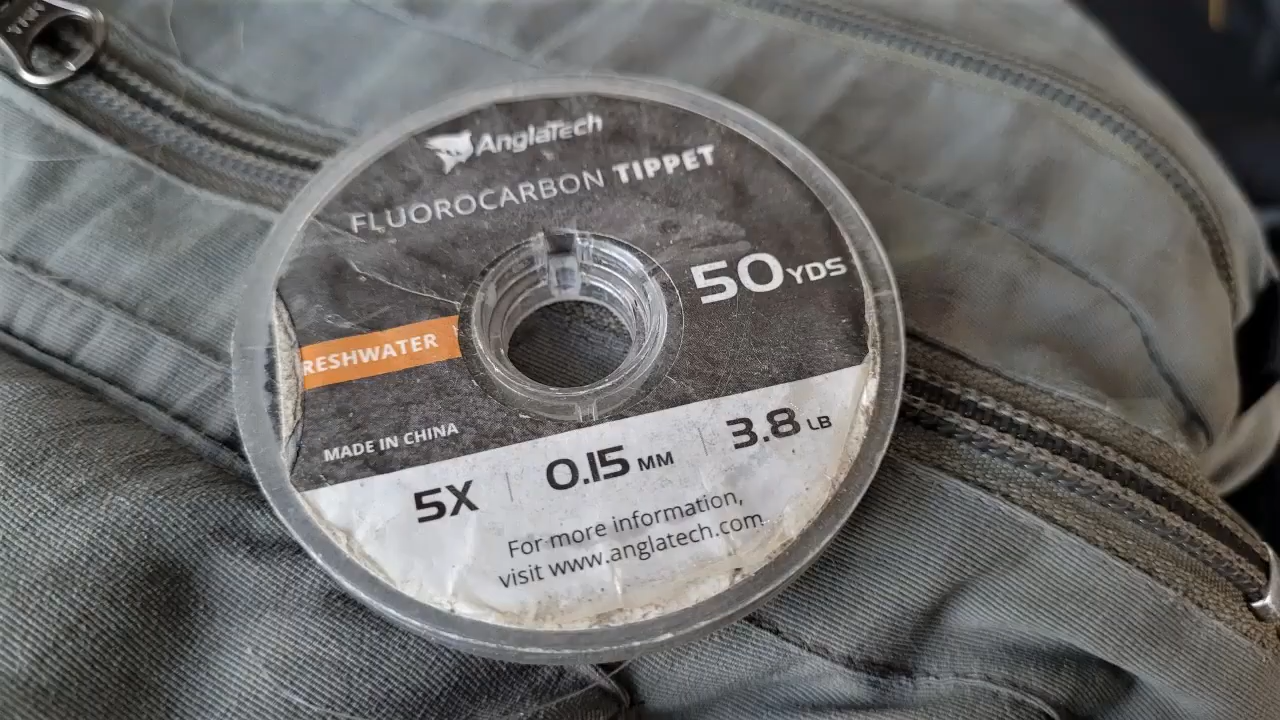 AnglaTech
FLUOROCARBON TIPPET
50 YDS
RESHWATER
MADE IN CHINA
5X | 0.15 MM | 3.8 LB
For more information,
visit www.anglatech.com